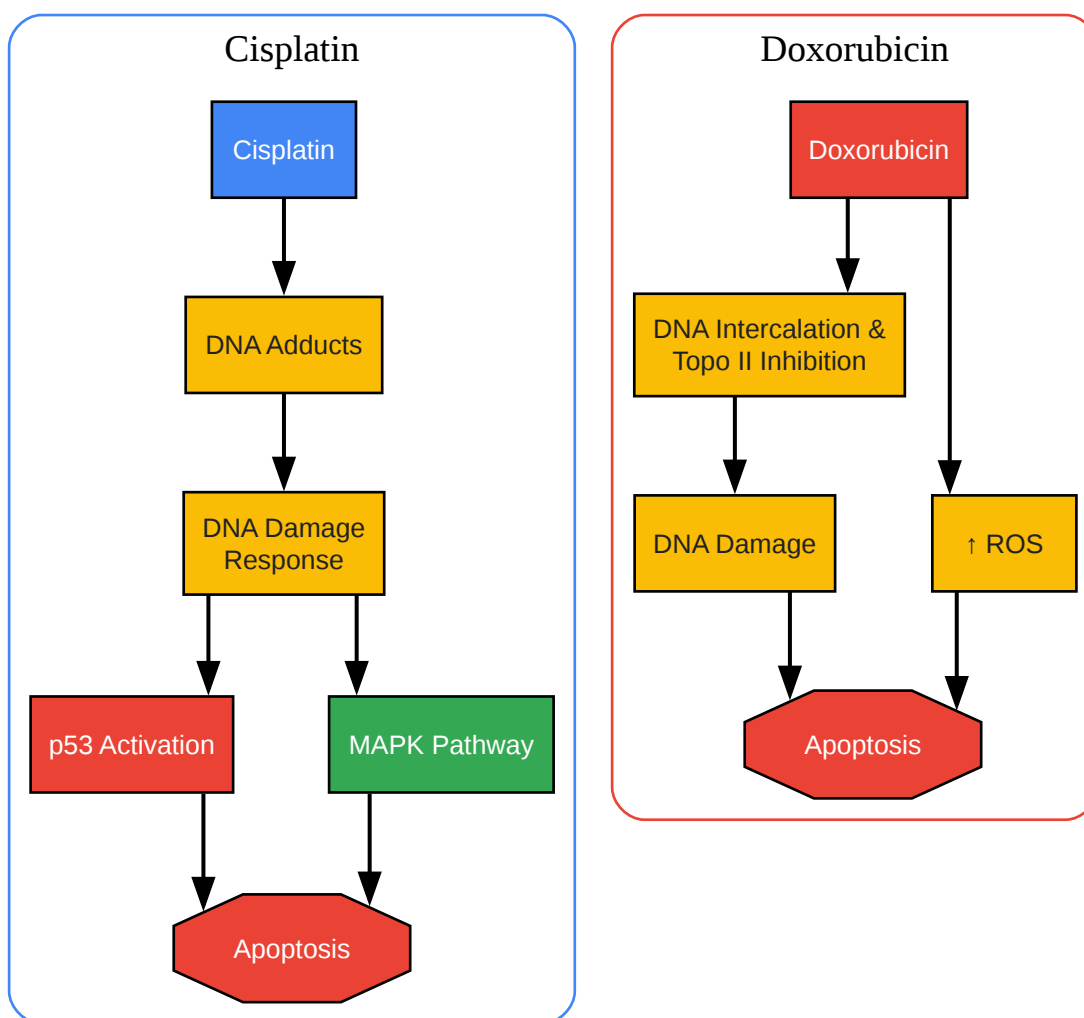 Cisplatin
Cisplatin
DNA Adducts
DNA Damage
Response
p53 Activation
MAPK Pathway
Apoptosis
Doxorubicin
Doxorubicin
DNA Intercalation &
Topo II Inhibition
DNA Damage
↑ ROS
Apoptosis